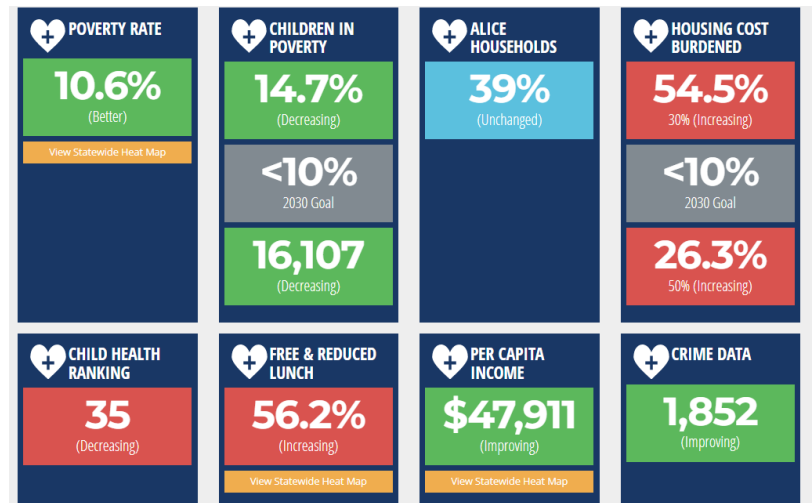 POVERTY RATE
10.6%
(Better)
View Statewide Heat Map
CHILDREN IN
POVERTY
14.7%
(Decreasing)
<10%
2030 Goal
16,107
(Decreasing)
ALICE
HOUSEHOLDS
39%
(Unchanged)
HOUSING COST
BURDENED
54.5%
30% (Increasing)
<10%
2030 Goal
26.3%
50% (Increasing)
CHILD HEALTH
RANKING
35
(Decreasing)
FREE & REDUCED
LUNCH
56.2%
(Increasing)
View Statewide Heat Map
PER CAPITA
INCOME
$47,911
(Improving)
View Statewide Heat Map
CRIME DATA
1,852
(Improving)